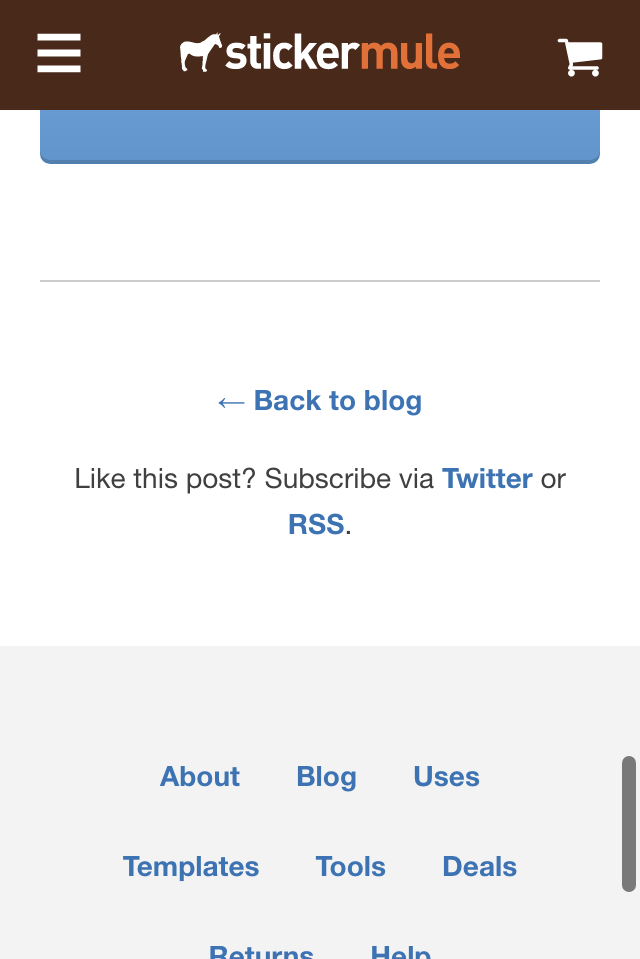 stickermule
← Back to blog
Like this post? Subscribe via Twitter or
RSS.
About Blog Uses
Templates Tools Deals
Returns Help